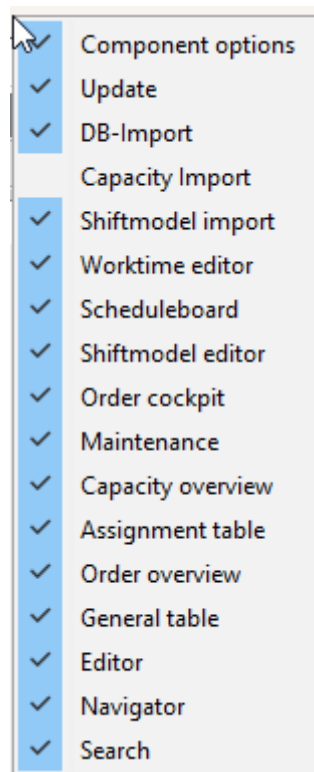 Component options
Update
DB-Import
Capacity Import
Shiftmodel import
Worktime editor
Scheduleboard
Shiftmodel editor
Order cockpit
Maintenance
Capacity overview
Assignment table
Order overview
General table
Editor
Navigator
Search